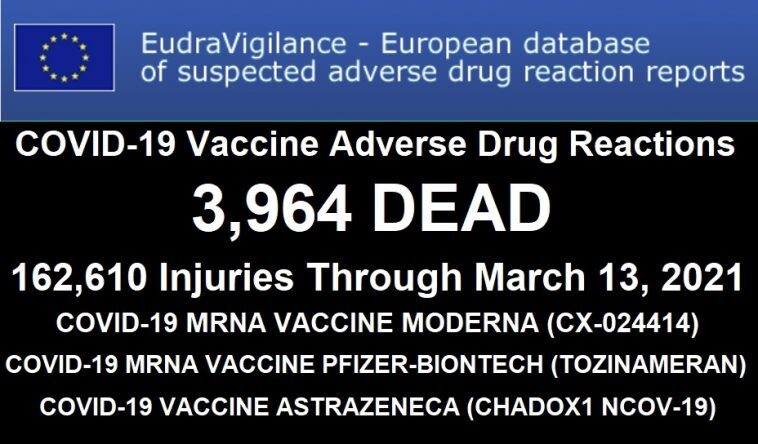 EudraVigilance - European database
of suspected adverse drug reaction reports
COVID-19 Vaccine Adverse Drug Reactions
3,964 DEAD
162,610 Injuries Through March 13, 2021
COVID-19 MRNA VACCINE MODERNA (CX-024414)
COVID-19 MRNA VACCINE PFIZER-BIONTECH (TOZINAMERAN)
COVID-19 VACCINE ASTRAZENECA (CHADOX1 NCOV-19)